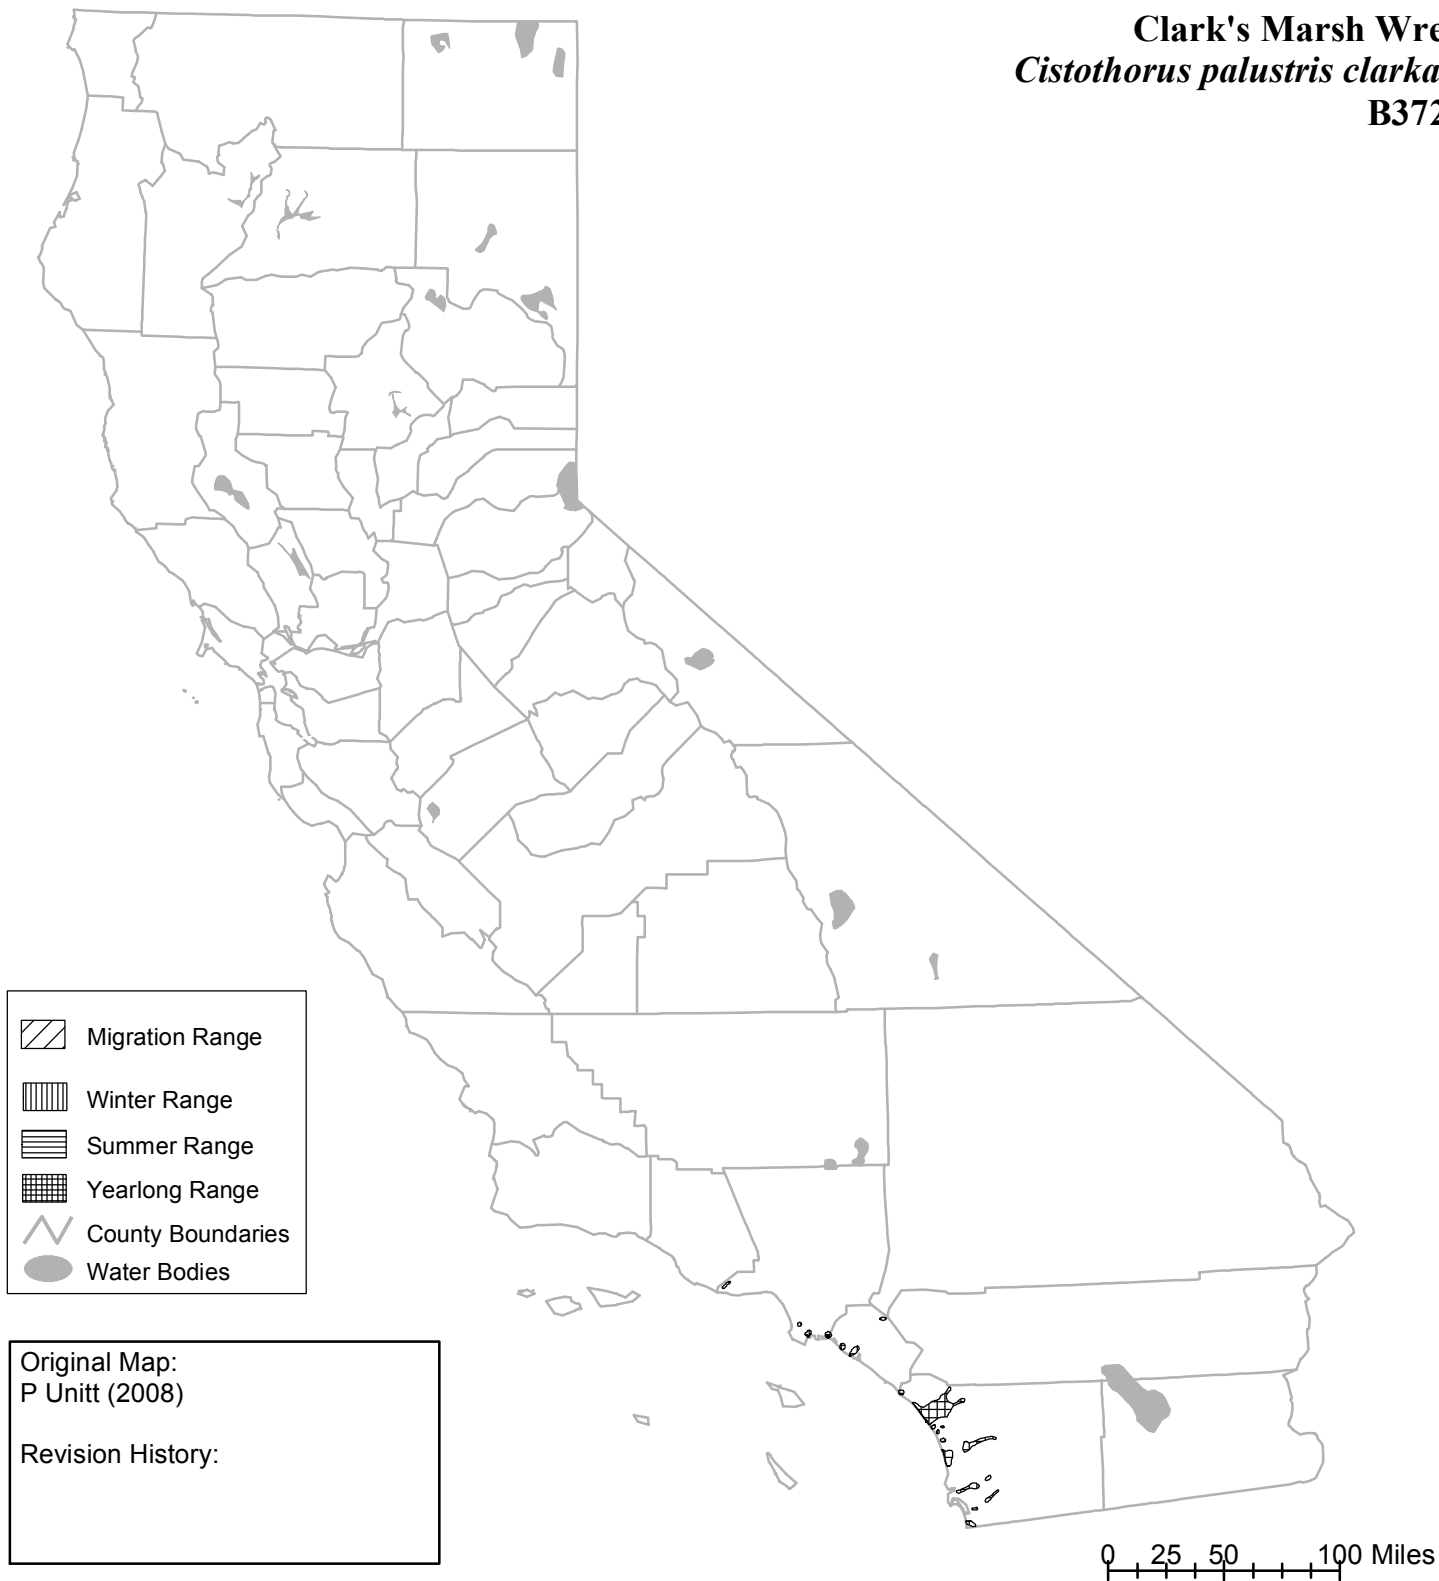 Clark's Marsh Wre
Cistothorus palustris clarka
B372
Migration Range
Winter Range
Summer Range
Yearlong Range
County Boundaries
Water Bodies
Original Map:
P Unitt (2008)
Revision History:
0 25 50 100 Miles